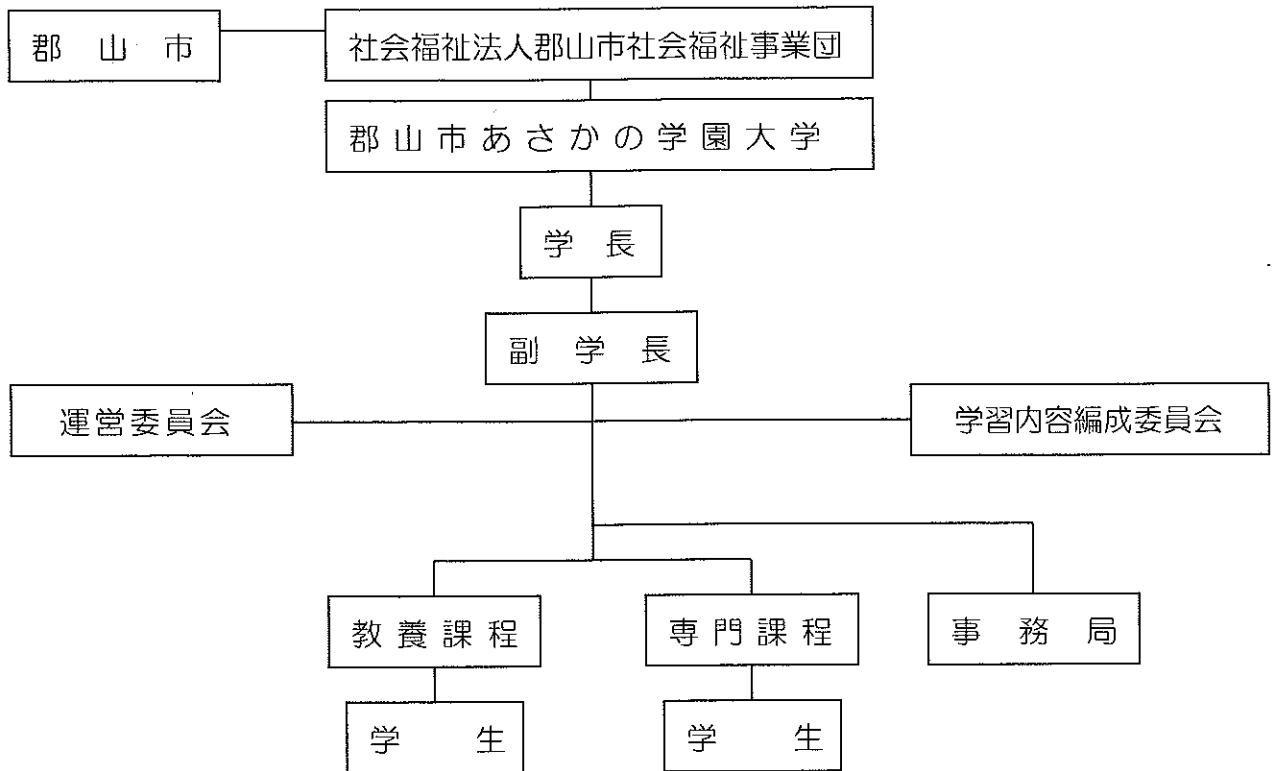 郡山市
社会福祉法人郡山市社会福祉事業団
郡山市あさかの学園大学
学長
副学長
運営委員会
学習内容編成委員会
教養課程
専門課程
事務局
学生
学生